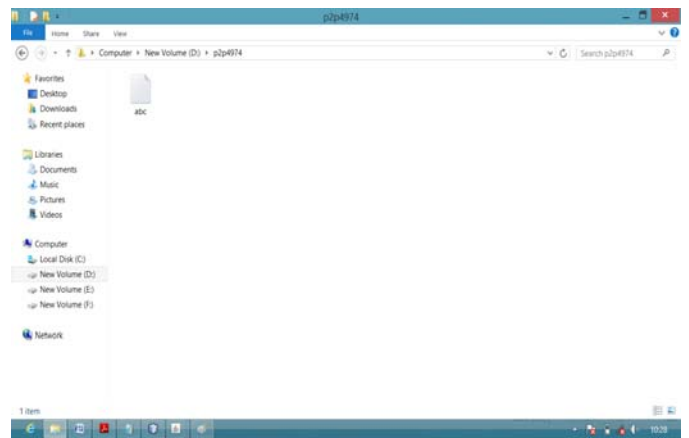 p2p4974
File Home Share View
Computer New Volume (D:) p2p4974
Search p2p4974
Favorites
Desktop
Downloads
Recent places
abc
Libraries
Documents
Music
Pictures
Videos
Computer
Local Disk (C:)
New Volume (D:)
New Volume (E:)
New Volume (F:)
Network
1 item
10:28